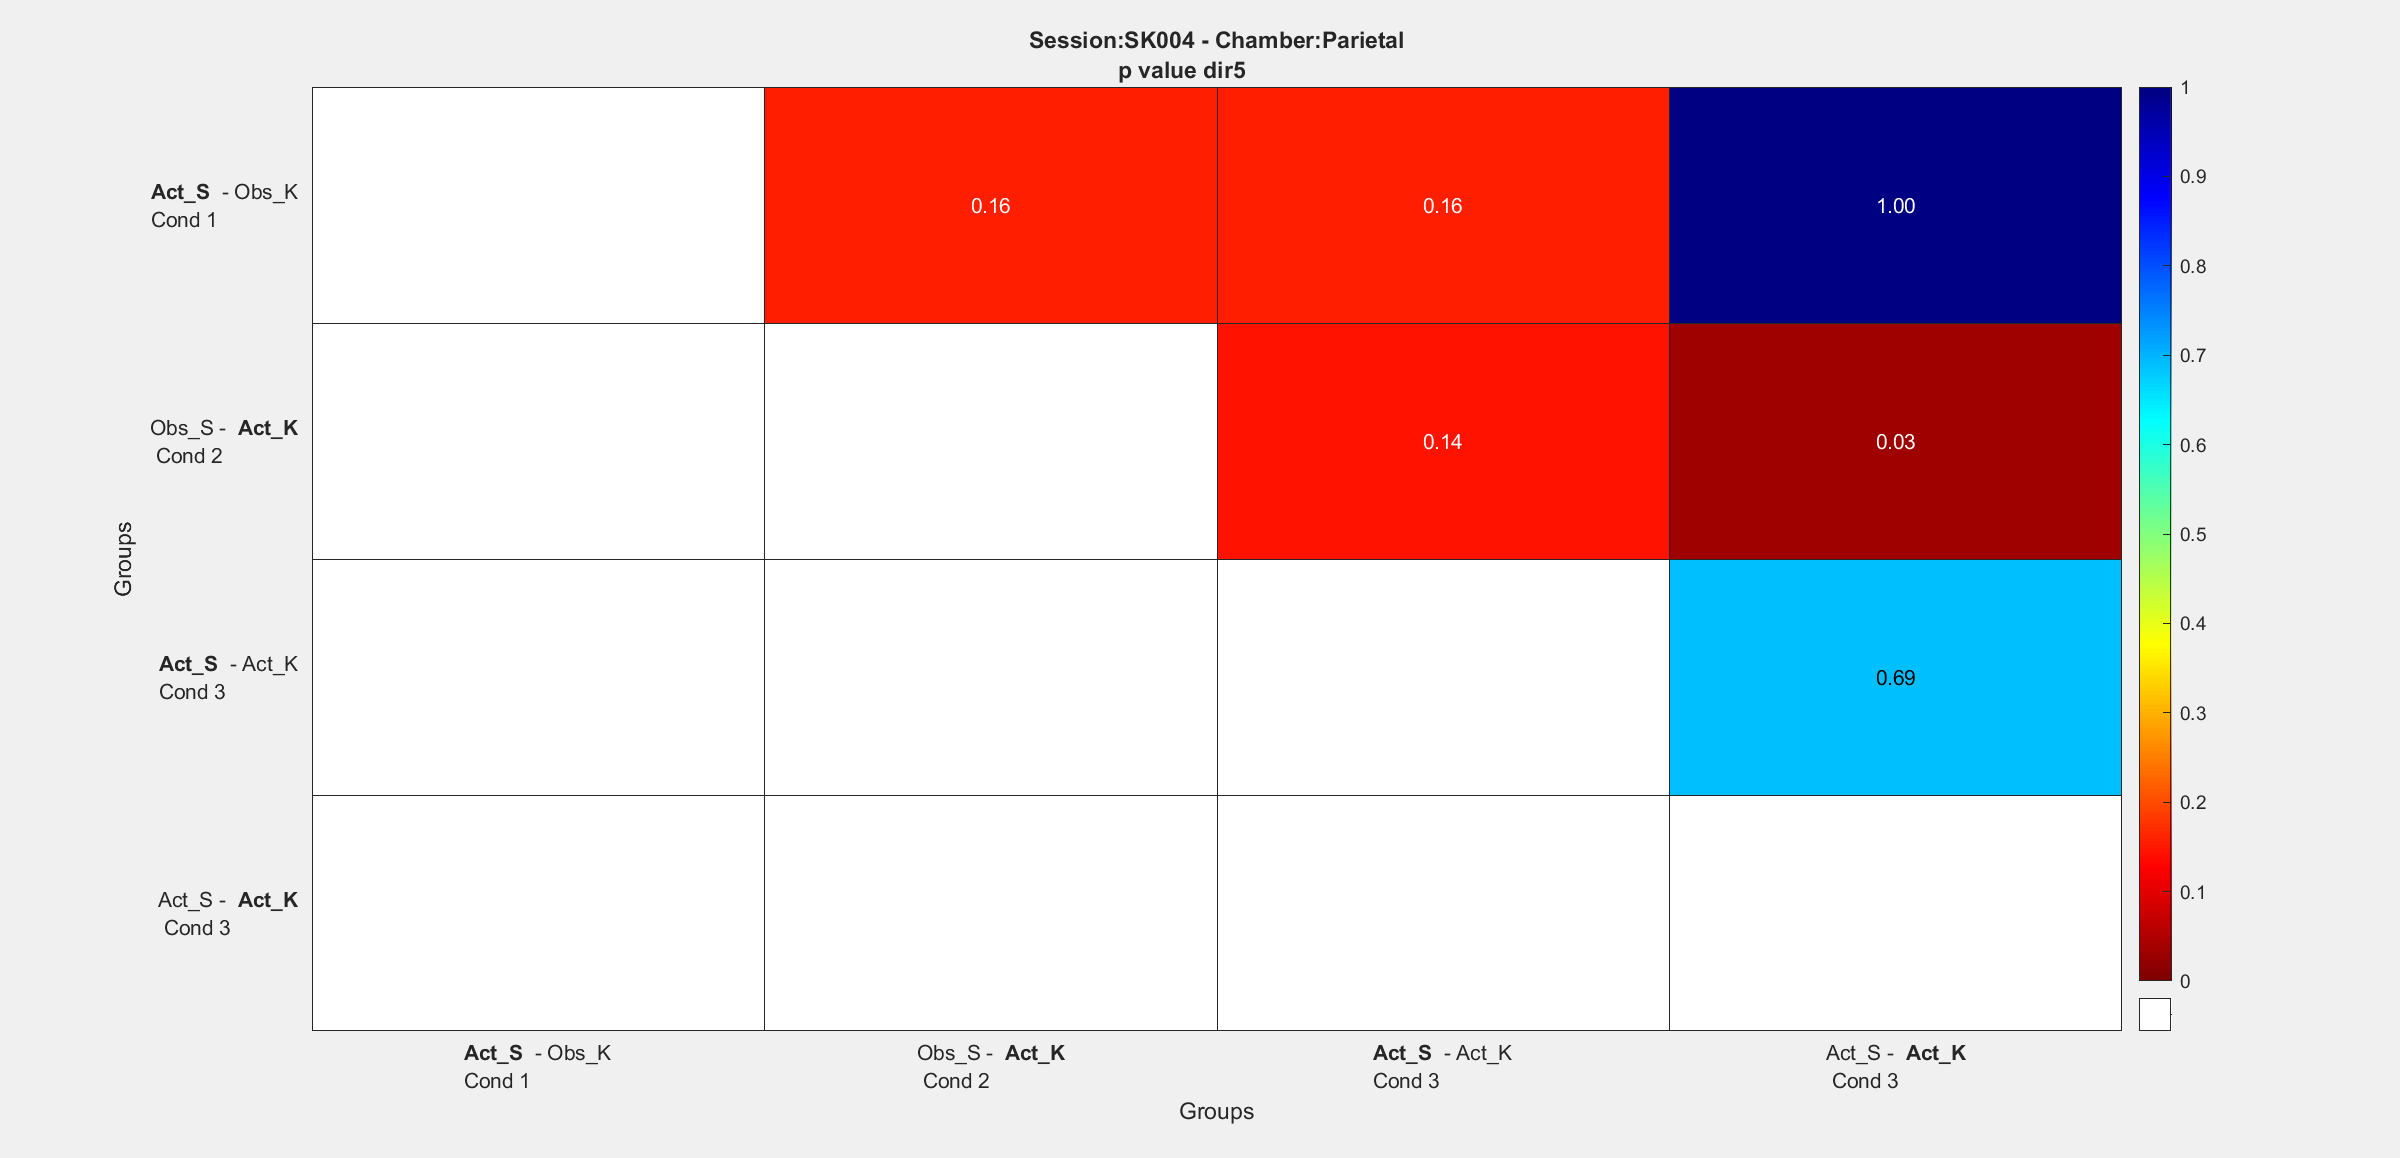 Session:SK004 - Chamber:Parietal
p value dir5
Act_S - Obs_K
Cond 1
0.16
0.16
1.00
Obs_S - Act_K
Cond 2
0.14
0.03
Act_S - Act_K
Cond 3
0.69
Act_S - Act_K
Cond 3
Groups
Act_S - Obs_K
Cond 1
Obs_S - Act_K
Cond 2
Act_S - Act_K
Cond 3
Act_S - Act_K
Cond 3
Groups
1
0.9
0.8
0.7
0.6
0.5
0.4
0.3
0.2
0.1
0